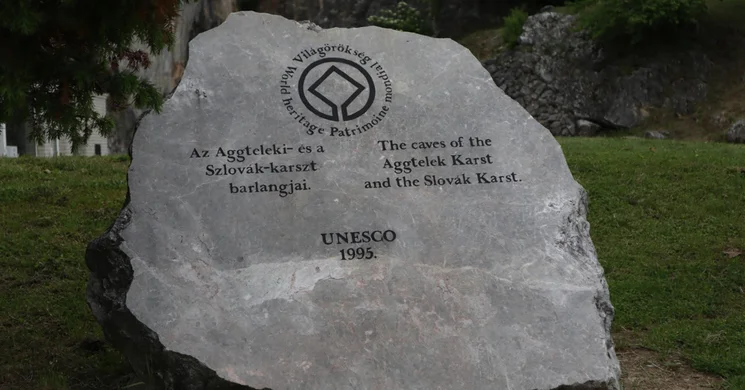 Világörökség
World heritage
Patrimoine mondial
Az Aggteleki- és a
Szlovák-karszt
barlangjai.
The caves of the
Aggtelek Karst
and the Slovák Karst.
UNESCO
1995.